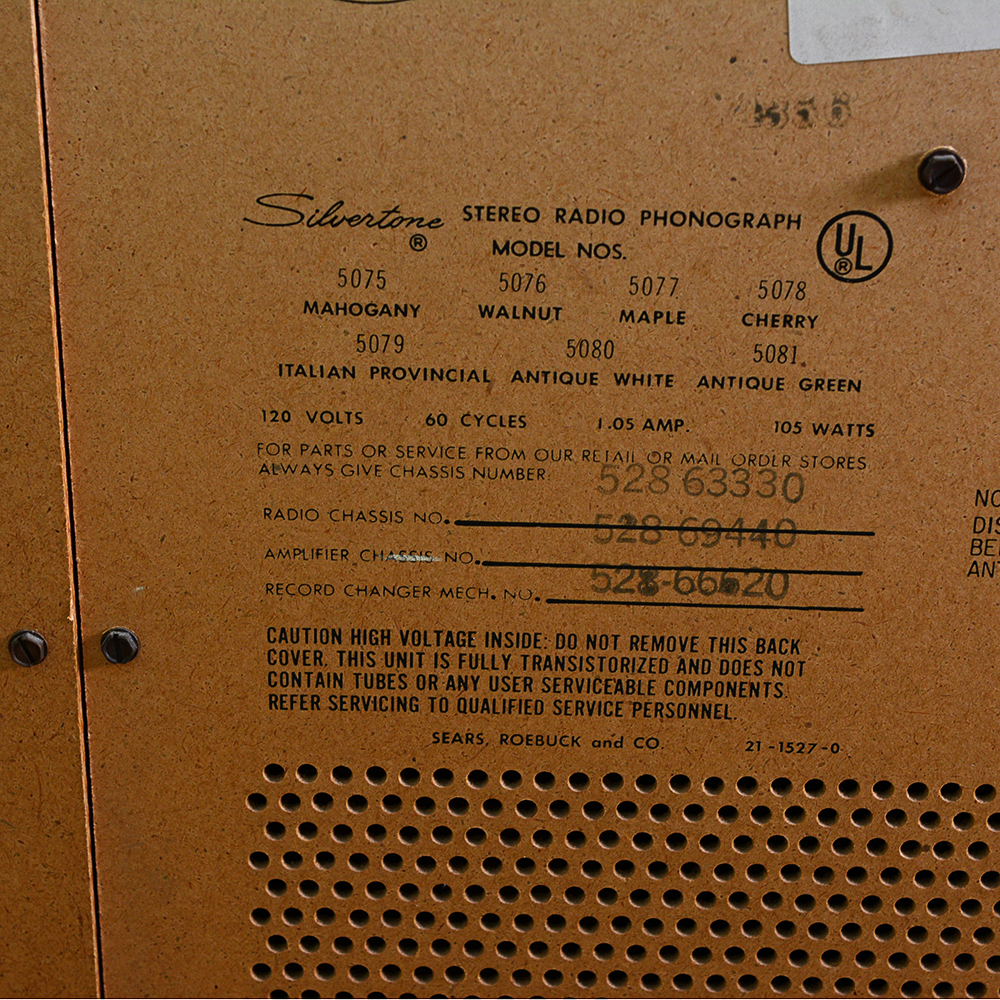 Silvertone ® STEREO RADIO PHONOGRAPH
MODEL NOS.
UL ®
5075 5076 5077 5078
MAHOGANY WALNUT MAPLE CHERRY
5079 5080 5081
ITALIAN PROVINCIAL ANTIQUE WHITE ANTIQUE GREEN
120 VOLTS 60 CYCLES 1.05 AMP. 105 WATTS
FOR PARTS OR SERVICE FROM OUR RETAIL OR MAIL ORDER STORES
ALWAYS GIVE CHASSIS NUMBER:
528 63330
RADIO CHASSIS NO.
528 69440
AMPLIFIER CHASSIS NO.
528-66620
RECORD CHANGER MECH. NO.
CAUTION HIGH VOLTAGE INSIDE: DO NOT REMOVE THIS BACK
COVER. THIS UNIT IS FULLY TRANSISTORIZED AND DOES NOT
CONTAIN TUBES OR ANY USER SERVICEABLE COMPONENTS.
REFER SERVICING TO QUALIFIED SERVICE PERSONNEL.
SEARS, ROEBUCK and CO. 21-1527-0